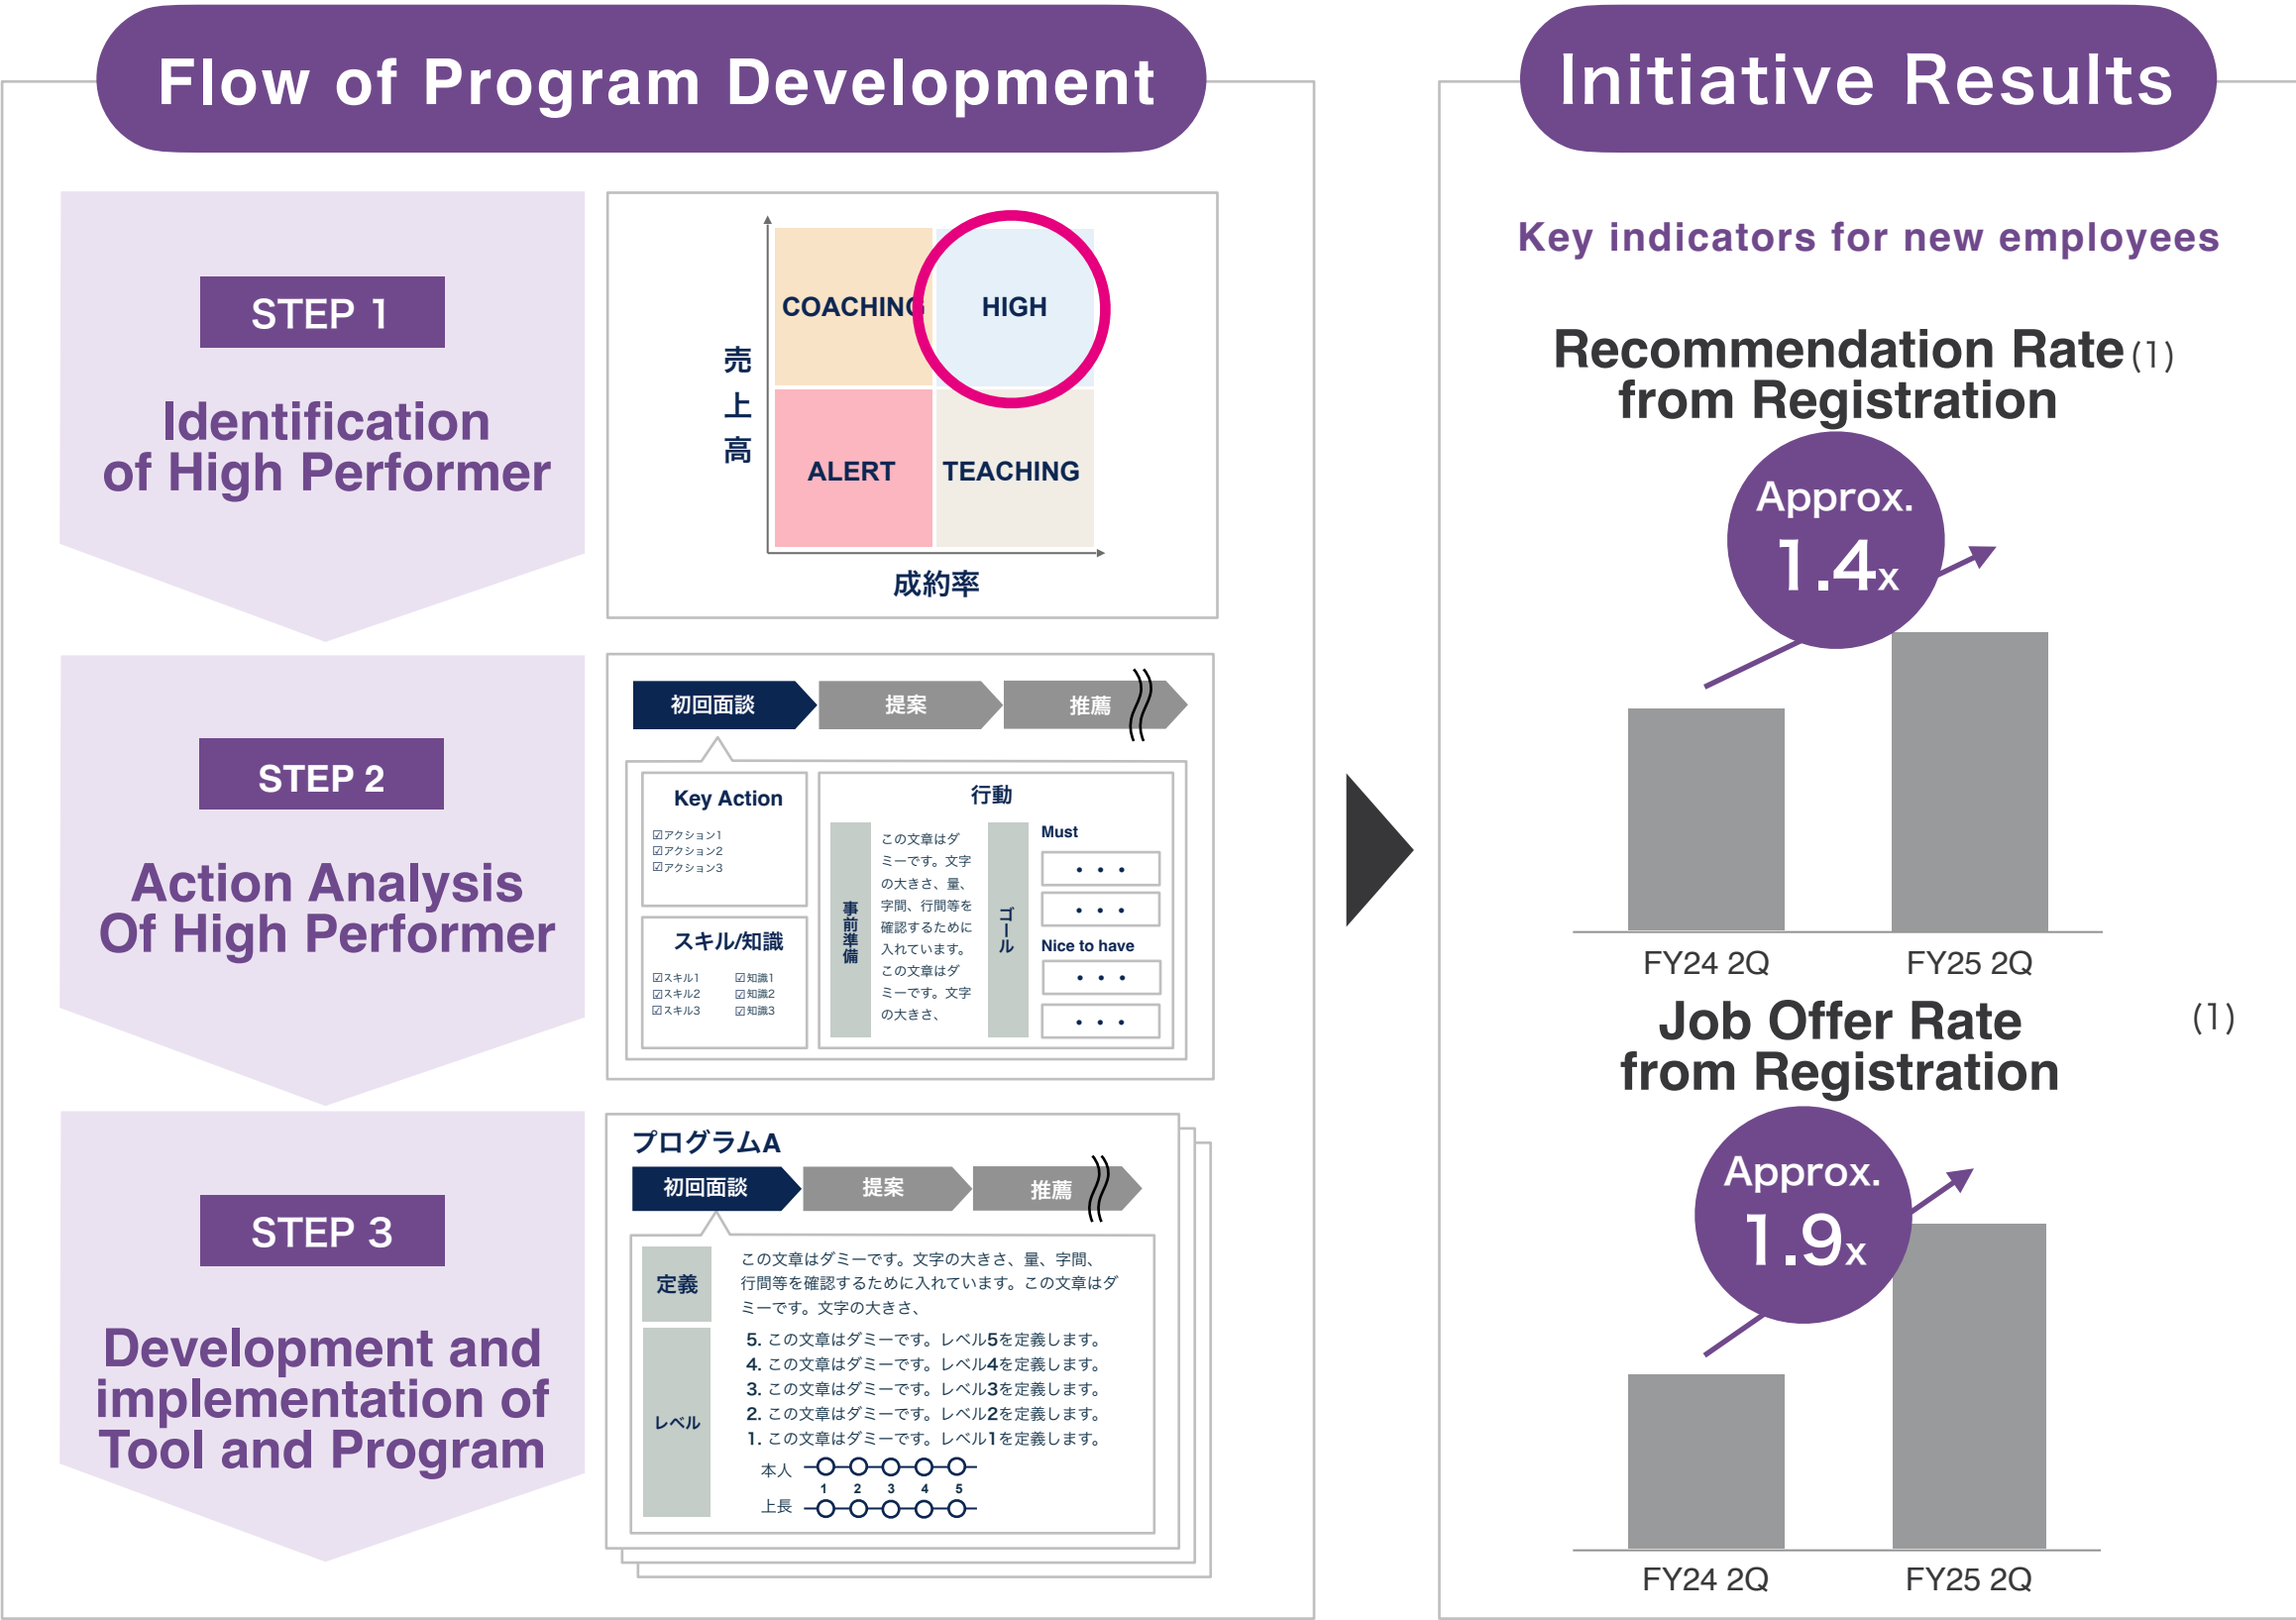 Flow of Program Development
STEP 1
Identification
of High Performer
売上高
COACHING
HIGH
ALERT
TEACHING
成約率
STEP 2
Action Analysis
Of High Performer
初回面談
提案
推薦
Key Action
☑アクション1
☑アクション2
☑アクション3
スキル/知識
☑スキル1 ☑知識1
☑スキル2 ☑知識2
☑スキル3 ☑知識3
行動
事前準備
この文章はダ
ミーです。文字
の大きさ、量、
字間、行間等を
確認するために
入れています。
この文章はダ
ミーです。文字
の大きさ、
ゴール
Must
• • •
• • •
Nice to have
• • •
• • •
STEP 3
Development and
implementation of
Tool and Program
プログラムA
初回面談
提案
推薦
定義
この文章はダミーです。文字の大きさ、量、字間、
行間等を確認するために入れています。この文章はダ
ミーです。文字の大きさ、
レベル
5. この文章はダミーです。レベル5を定義します。
4. この文章はダミーです。レベル4を定義します。
3. この文章はダミーです。レベル3を定義します。
2. この文章はダミーです。レベル2を定義します。
1. この文章はダミーです。レベル1を定義します。
本人
1 2 3 4 5
上長
Initiative Results
Key indicators for new employees
Recommendation Rate (1)
from Registration
Approx.
1.4x
FY24 2Q FY25 2Q
Job Offer Rate (1)
from Registration
Approx.
1.9x
FY24 2Q FY25 2Q